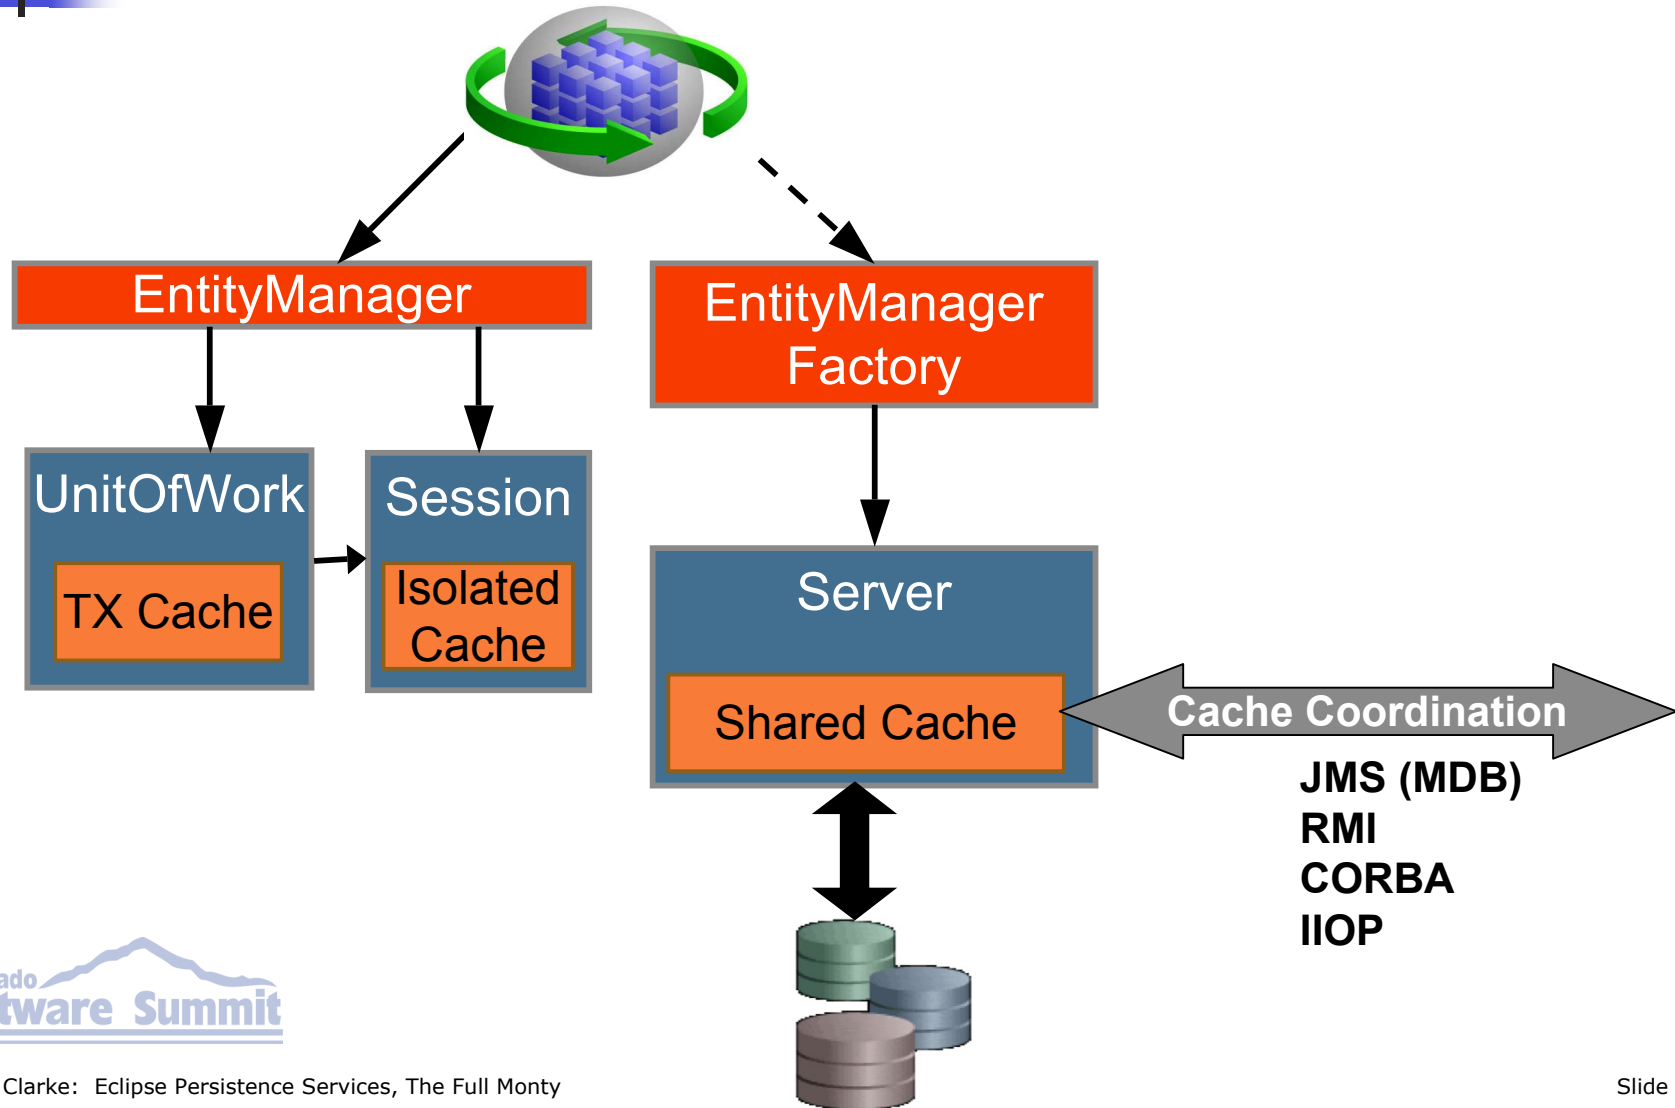 EntityManager
EntityManager
Factory
UnitOfWork
TX Cache
Session
Isolated
Cache
Server
Shared Cache
Cache Coordination
JMS (MDB)
RMI
CORBA
IIOP
ado
tware Summit
Clarke: Eclipse Persistence Services, The Full Monty
Slide